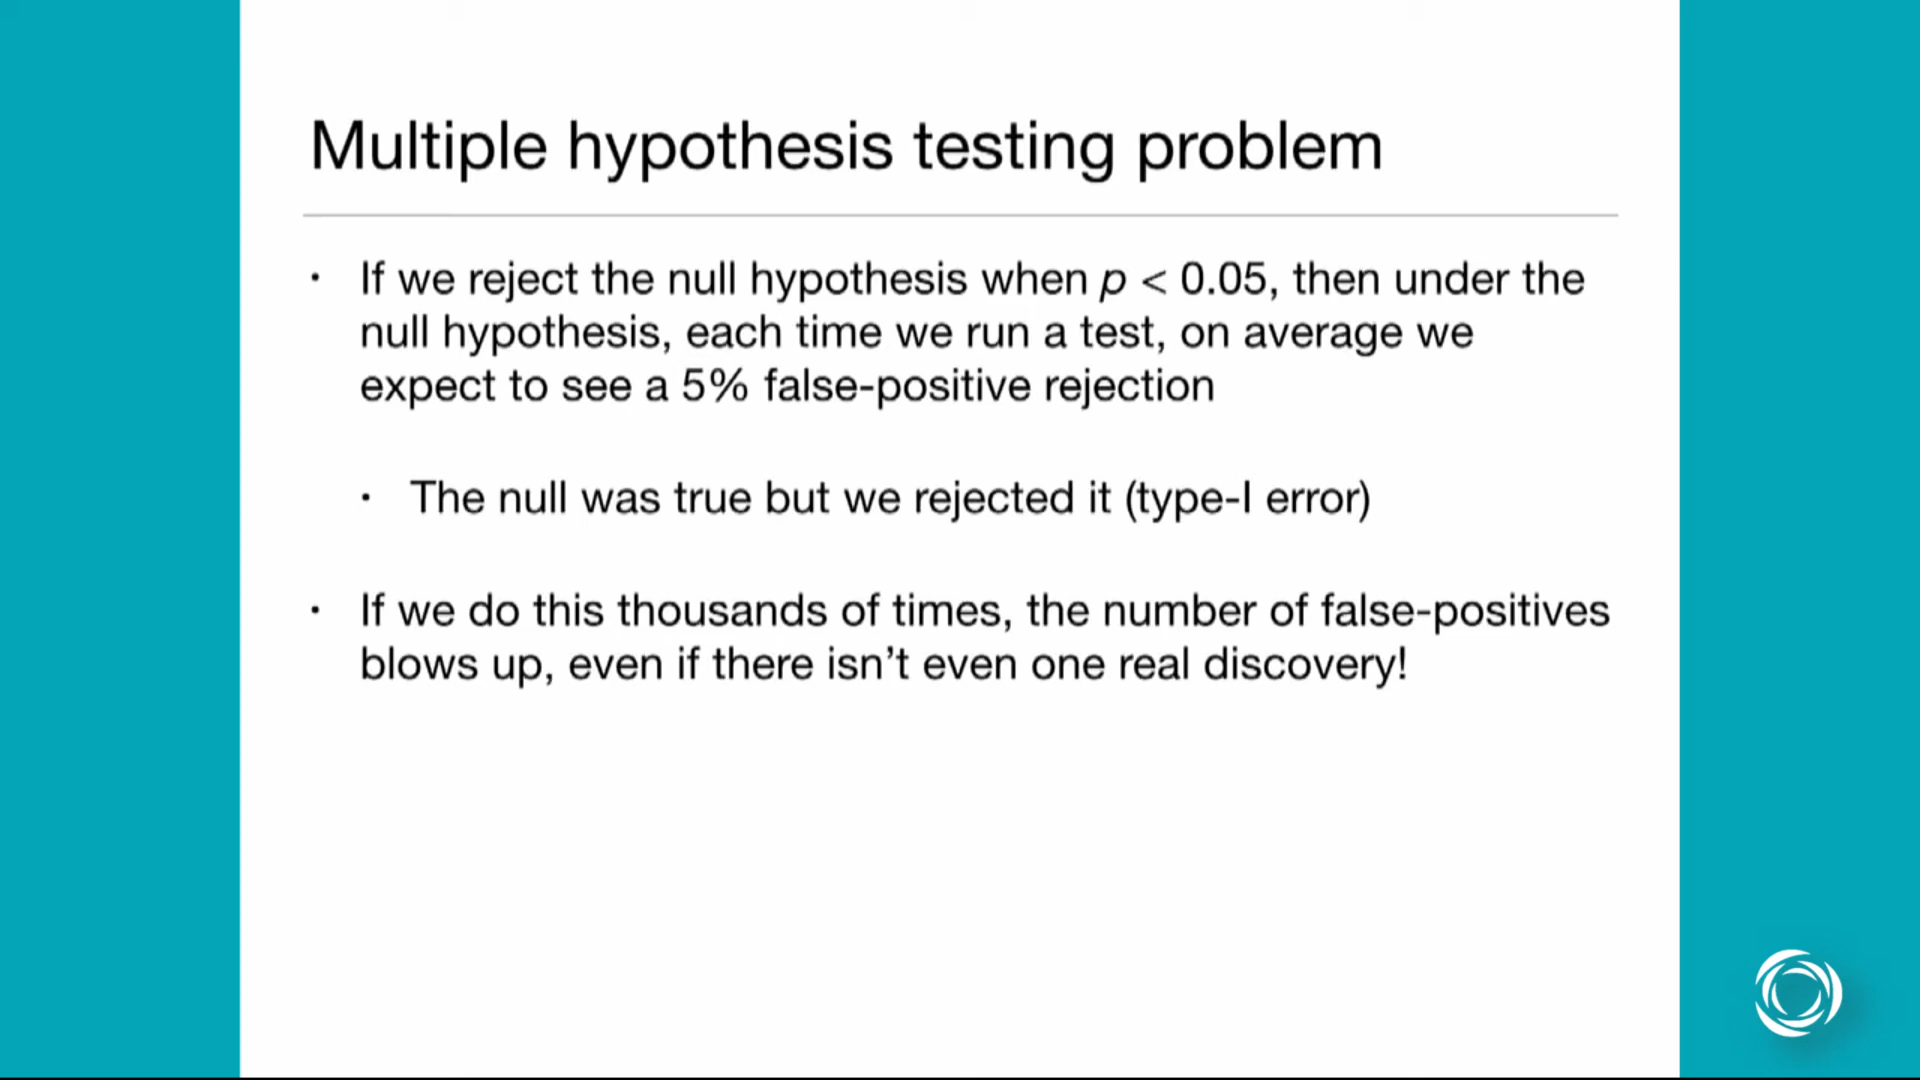 Multiple hypothesis testing problem
· If we reject the null hypothesis when p < 0.05, then under the
null hypothesis, each time we run a test, on average we
expect to see a 5% false-positive rejection
· The null was true but we rejected it (type-I error)
· If we do this thousands of times, the number of false-positives
blows up, even if there isn’t even one real discovery!